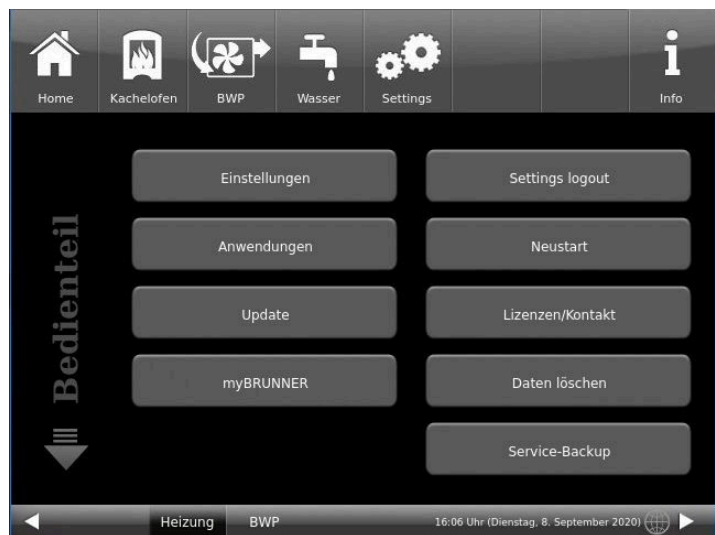 Home
Kachelofen
BWP
Wasser
Settings
Info
Bedienteil
Einstellungen
Settings logout
Anwendungen
Neustart
Update
Lizenzen/Kontakt
myBRUNNER
Daten löschen
Service-Backup
Heizung BWP 16:06 Uhr (Dienstag, 8. September 2020)